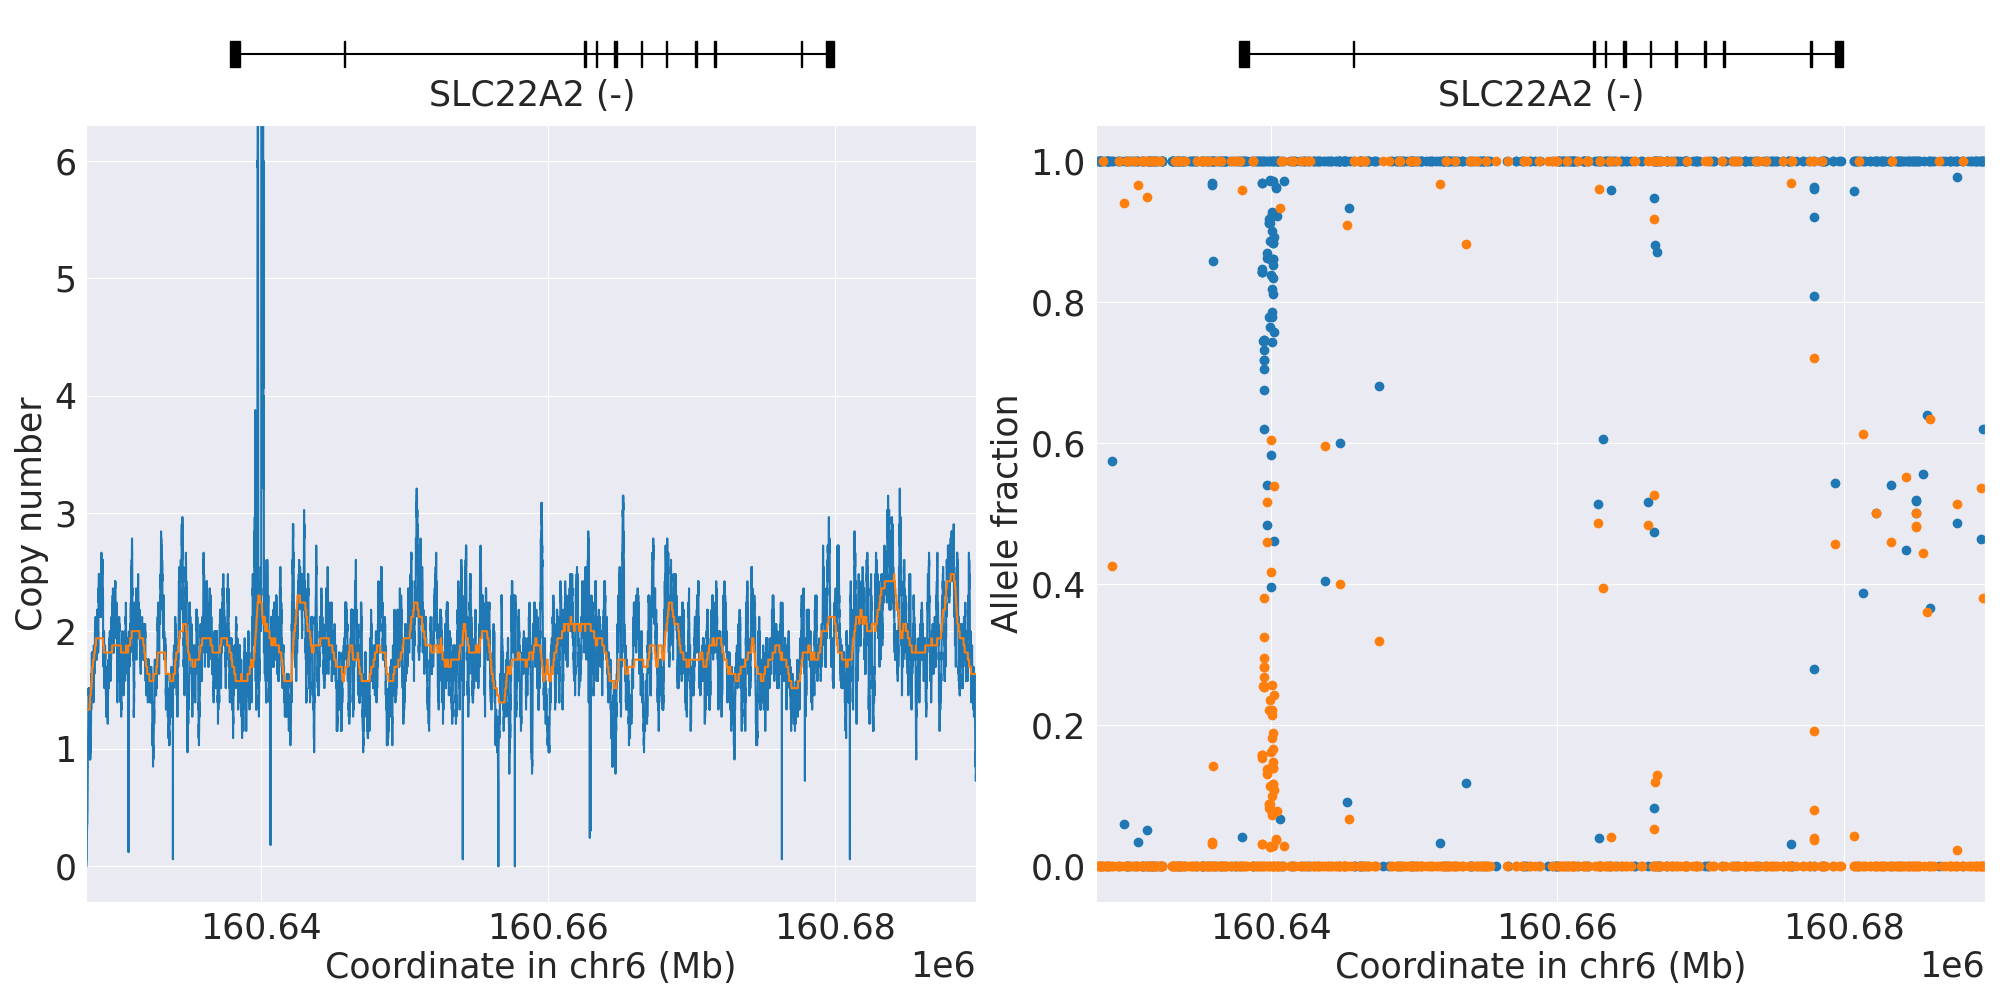 SLC22A2 (-)
6
5
4
3
2
1
0
Copy number
160.64
160.66
160.68
Coordinate in chr6 (Mb)
1e6
SLC22A2 (-)
1.0
0.8
0.6
0.4
0.2
0.0
Allele fraction
160.64
160.66
160.68
Coordinate in chr6 (Mb)
1e6